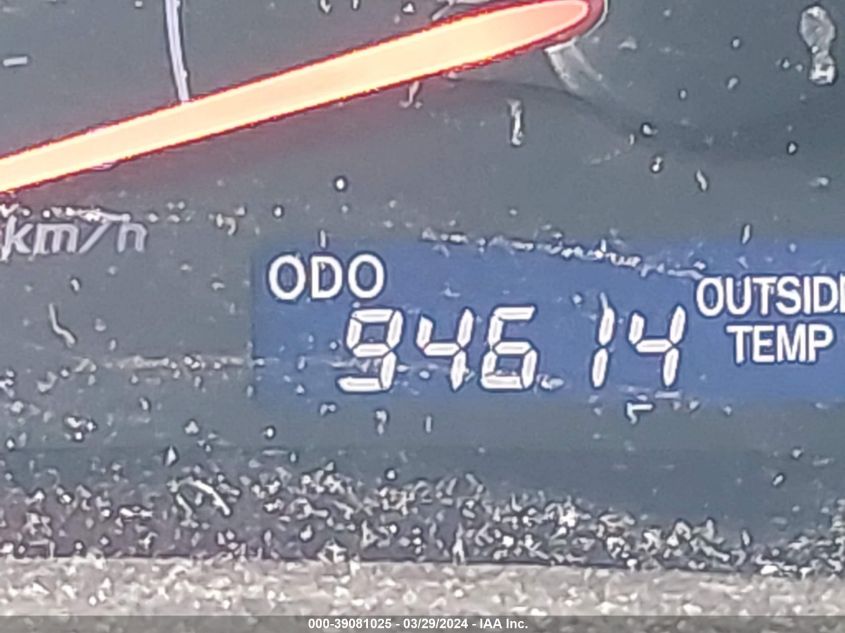 km/h
ODO
94614
OUTSIDE
TEMP
000-39081025 - 03/29/2024 - IAA Inc.